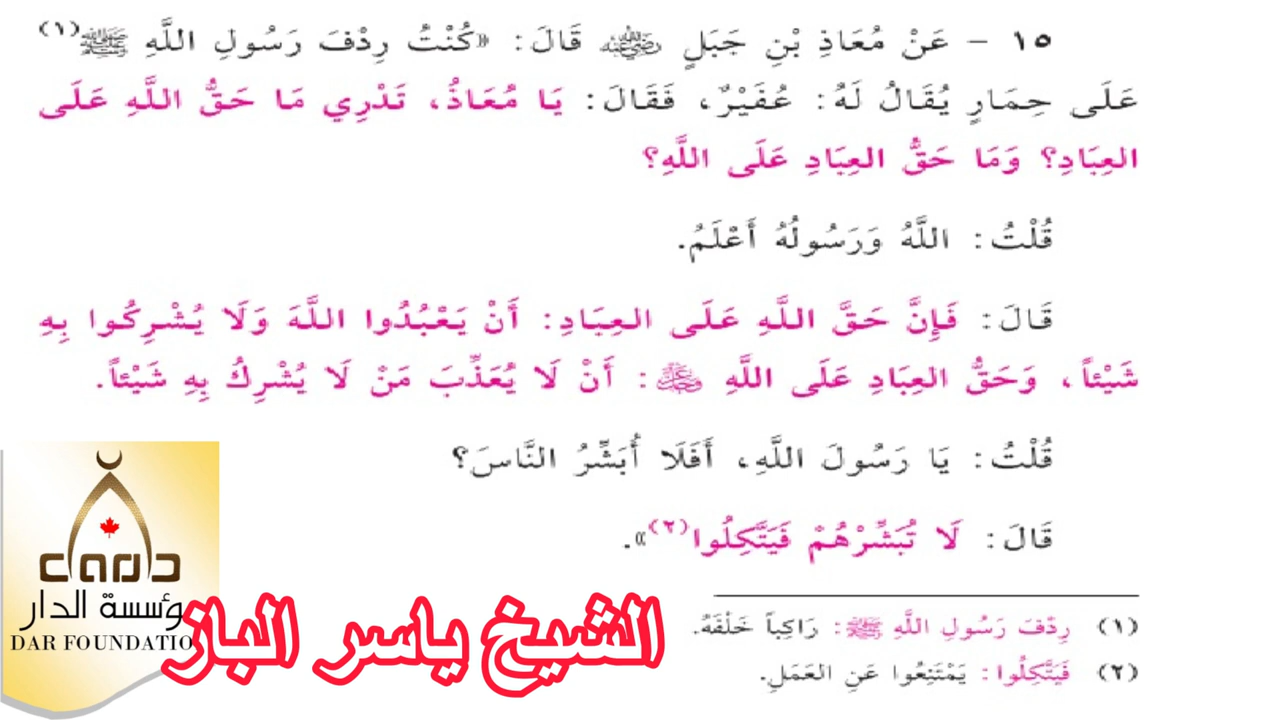 ١٥ - عَنْ مُعَاذِ بْنِ جَبَلٍ رضي الله عنه قَالَ: «كُنْتُ رِدْفَ رَسُولِ اللَّهِ ﷺ(١)
عَلَى حِمَارٍ يُقَالُ لَهُ: عُفَيْرٌ، فَقَالَ: يَا مُعَاذُ، تَدْرِي مَا حَقُّ اللَّهِ عَلَى
العِبَادِ؟ وَمَا حَقُّ العِبَادِ عَلَى اللَّهِ؟
قُلْتُ: اللَّهُ وَرَسُولُهُ أَعْلَمُ.
قَالَ: فَإِنَّ حَقَّ اللَّهِ عَلَى العِبَادِ: أَنْ يَعْبُدُوا اللَّهَ وَلَا يُشْرِكُوا بِهِ
شَيْئاً، وَحَقُّ العِبَادِ عَلَى اللَّهِ: أَنْ لَا يُعَذِّبَ مَنْ لَا يُشْرِكُ بِهِ شَيْئاً.
قُلْتُ: يَا رَسُولَ اللَّهِ، أَفَلَا أُبَشِّرُ النَّاسَ؟
قَالَ: لَا تُبَشِّرْهُمْ فَيَتَّكِلُوا(٢)».
(١) رِدْفَ رَسُولِ اللَّهِ ﷺ: رَاكِباً خَلْفَهُ.
(٢) فَيَتَّكِلُوا: يَمْتَنِعُوا عَنِ العَمَلِ.
مؤسسة الدار
DAR FOUNDATIO
الشيخ ياسر الباز